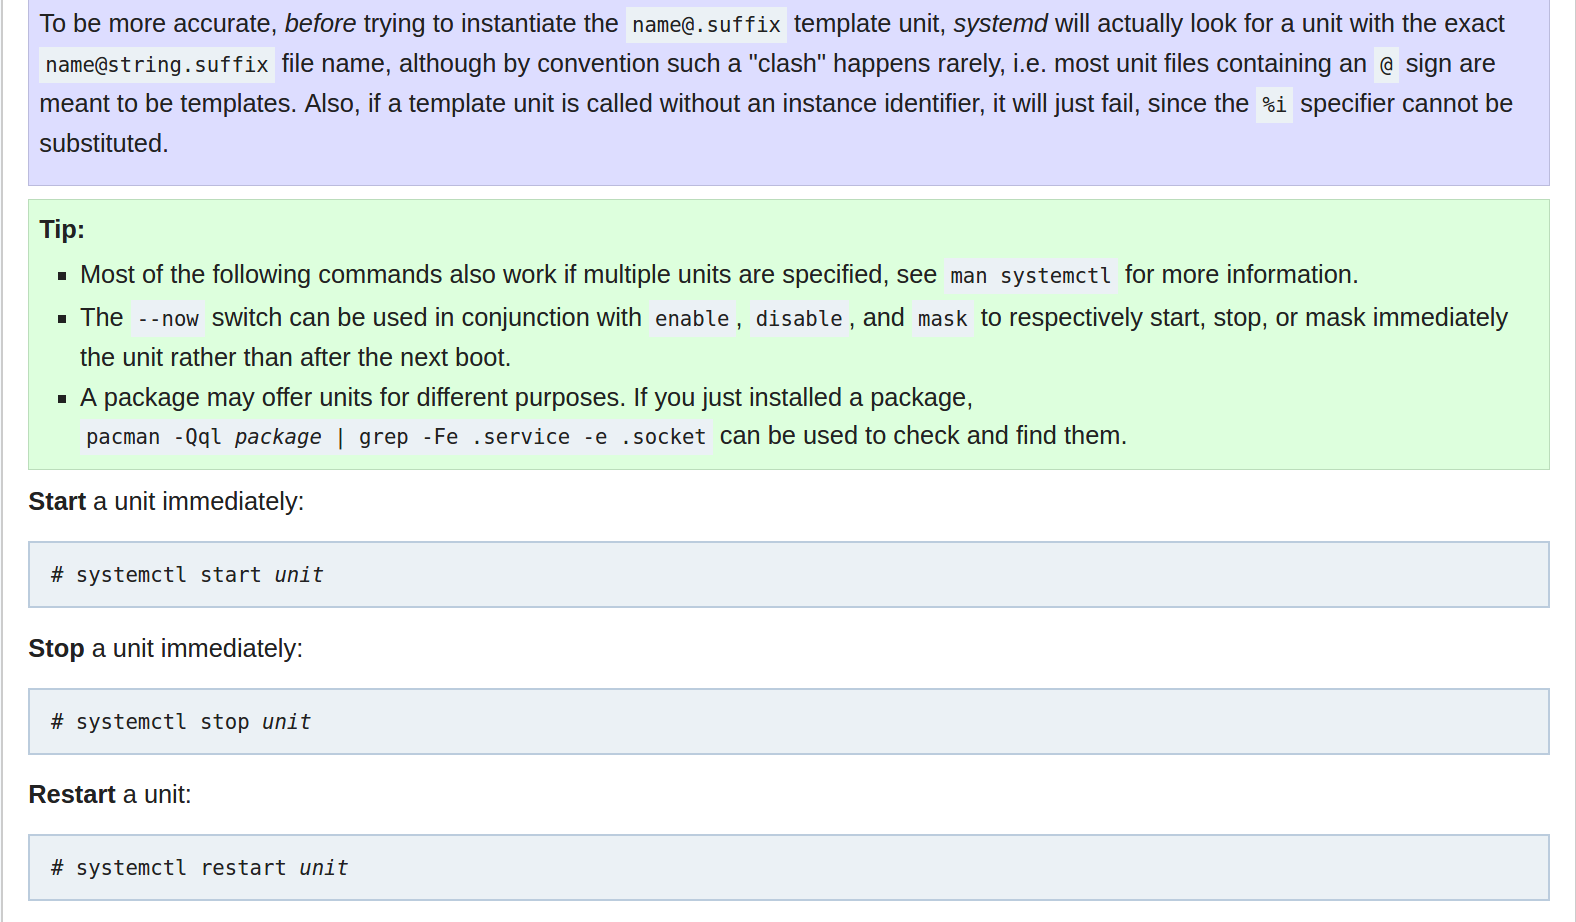 To be more accurate, before trying to instantiate the name@.suffix template unit, systemd will actually look for a unit with the exact
name@string.suffix file name, although by convention such a "clash" happens rarely, i.e. most unit files containing an @ sign are
meant to be templates. Also, if a template unit is called without an instance identifier, it will just fail, since the %i specifier cannot be
substituted.
Tip:
Most of the following commands also work if multiple units are specified, see man systemctl for more information.
The --now switch can be used in conjunction with enable, disable, and mask to respectively start, stop, or mask immediately
the unit rather than after the next boot.
A package may offer units for different purposes. If you just installed a package,
pacman -Qql package | grep -Fe .service -e .socket can be used to check and find them.
Start a unit immediately:
# systemctl start unit
Stop a unit immediately:
# systemctl stop unit
Restart a unit:
# systemctl restart unit